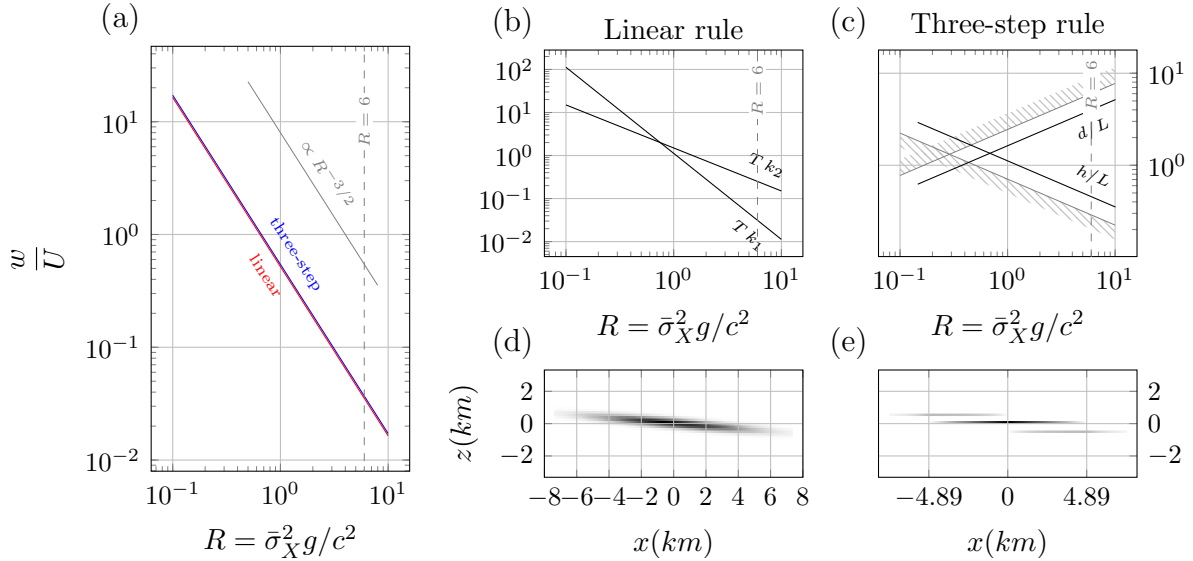 (a)
10^1
10^0
10^−1
10^−2
w/U
∝ R^−3/2
R = 6
three-step
linear
10^−1 10^0 10^1
R = σ̄_X^2 g/c^2
(b) Linear rule
10^2
10^1
10^0
10^−1
10^−2
R = 6
T k2
T k1
10^−1 10^0 10^1
R = σ̄_X^2 g/c^2
(c) Three-step rule
10^1
10^0
R = 6
d/L
h/L
10^−1 10^0 10^1
R = σ̄_X^2 g/c^2
(d)
z(km)
2
0
−2
−8 −6 −4 −2 0 2 4 6 8
x(km)
(e)
2
0
−2
−4.89 0 4.89
x(km)